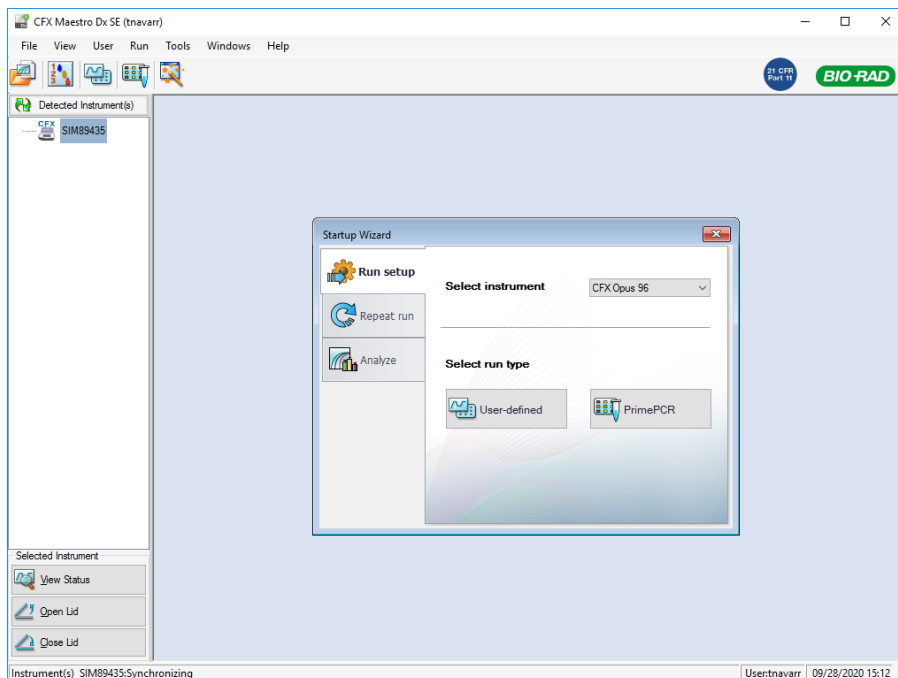 CFX Maestro Dx SE (tnavarr)
File View User Run Tools Windows Help
21 CFR
Part 11
BIO-RAD
Detected Instrument(s)
CFX
SIM89435
Startup Wizard
Run setup
Repeat run
Analyze
Select instrument
CFX Opus 96
Select run type
User-defined
PrimePCR
Selected Instrument
View Status
Open Lid
Close Lid
Instrument(s) SIM89435:Synchronizing
User:tnavarr 09/28/2020 15:12